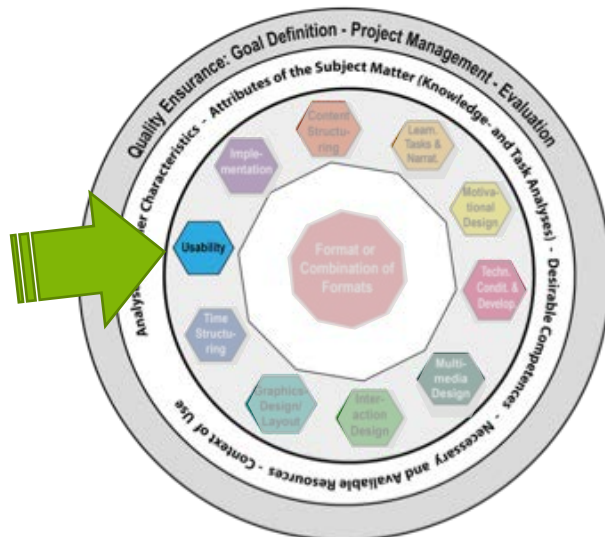 Quality Ensurance: Goal Definition - Project Management - Evaluation
er Characteristics - Attributes of the Subject Matter (Knowledge- and Task Analyses) - Desirable Competences - Necessary and Available Resources - Context of Use
Analys
Content
Structu-
ring
Learn.
Tasks &
Narrat.
Imple-
mentation
Motiva-
tional
Design
Usability
Format or
Combination of
Formats
Techn.
Condit. &
Develop.
Time
Structu-
ring
Multi-
media
Design
Graphics-
Design/
Layout
Inter-
action
Design